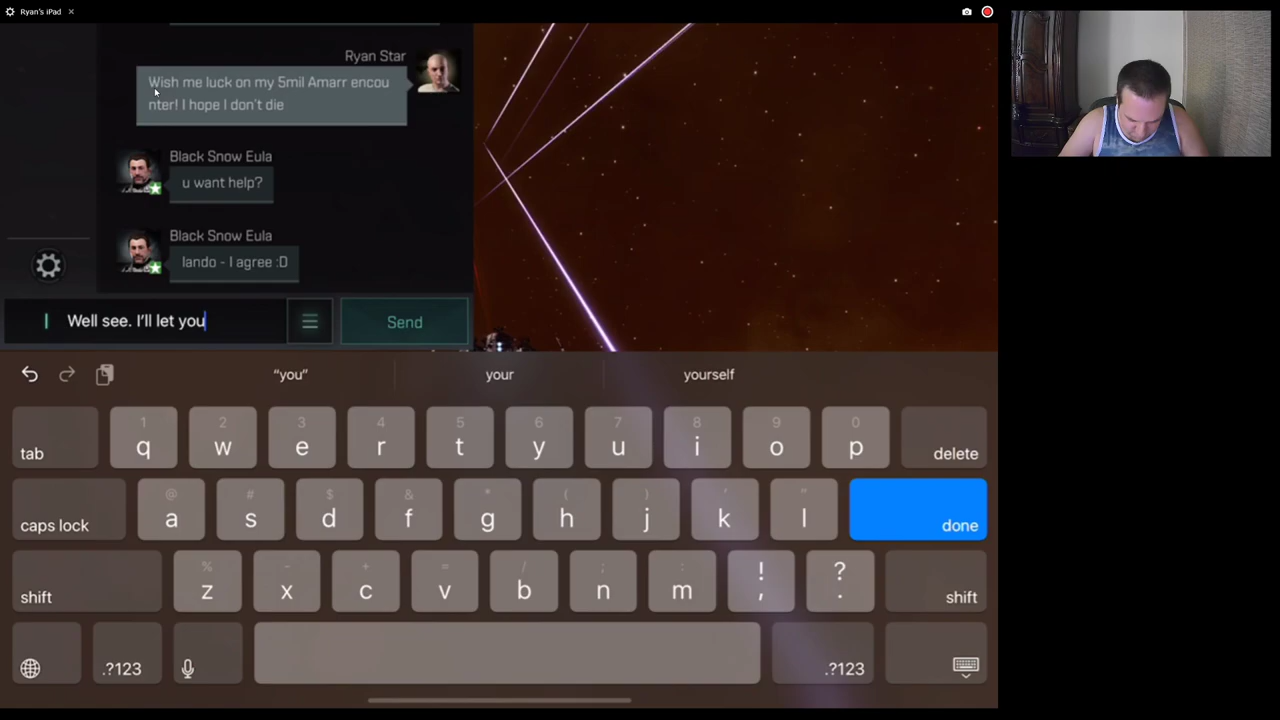 Ryan's iPad
Ryan Star
Wish me luck on my 5mil Amarr encou
nter! I hope I don't die
Black Snow Eula
u want help?
Black Snow Eula
lando - I agree :D
Well see. I'll let you
Send
“you”
your
yourself
1 2 3 4 5 6 7 8 9 0
tab q w e r t y u i o p delete
@ # $ & * ( ) ' "
caps lock a s d f g h j k l done
% - + = / ; : ! ?
shift z x c v b n m , . shift
.?123 .?123